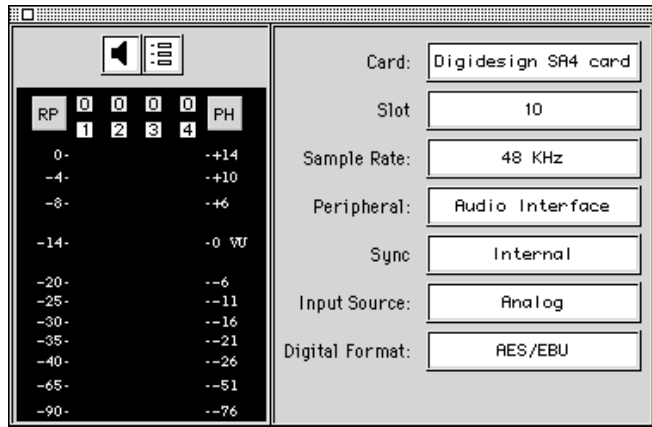 RP 0 0 0 0 PH
1 2 3 4
0- -+14
-4- -+10
-8- -+6
-14- -0 VU
-20- --6
-25- --11
-30- --16
-35- --21
-40- --26
-65- --51
-90- --76
Card: Digidesign SA4 card
Slot 10
Sample Rate: 48 KHz
Peripheral: Audio Interface
Sync Internal
Input Source: Analog
Digital Format: AES/EBU